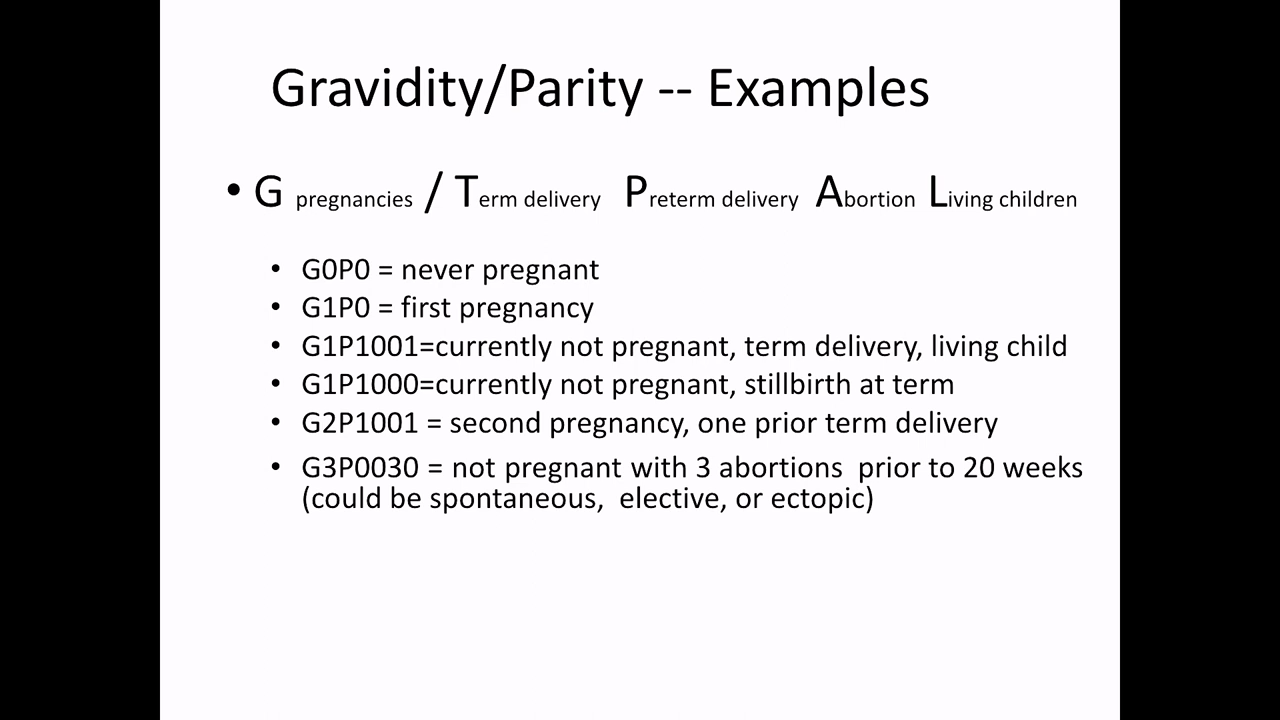 Gravidity/Parity -- Examples
• G pregnancies / Term delivery Preterm delivery Abortion Living children
• G0P0 = never pregnant
• G1P0 = first pregnancy
• G1P1001=currently not pregnant, term delivery, living child
• G1P1000=currently not pregnant, stillbirth at term
• G2P1001 = second pregnancy, one prior term delivery
• G3P0030 = not pregnant with 3 abortions prior to 20 weeks
(could be spontaneous, elective, or ectopic)